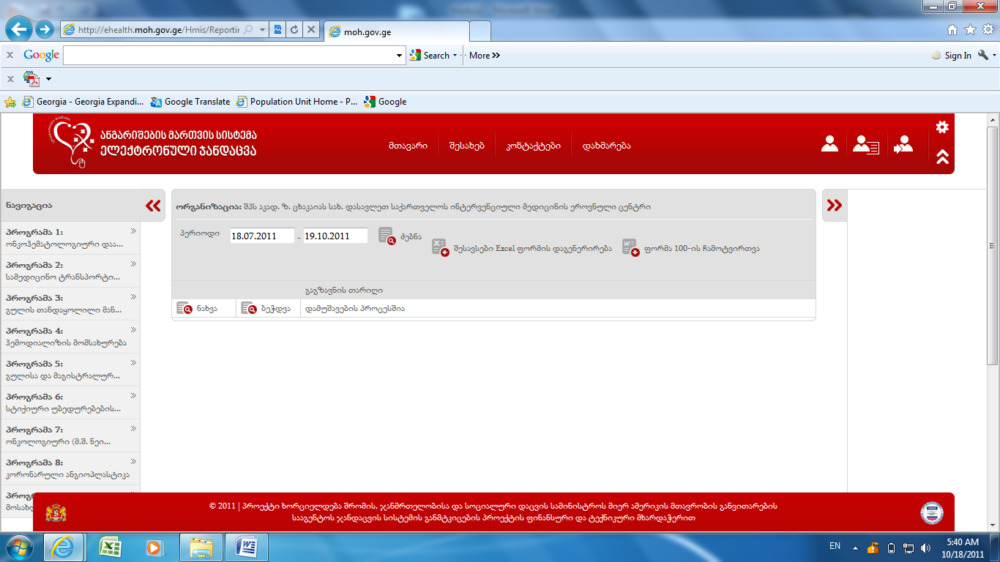 http://ehealth.moh.gov.ge/Hmis/Reportin
moh.gov.ge
x Google Search More »
Sign In
x
Georgia - Georgia Expandi... Google Translate Population Unit Home - P... Google
ანგარიშების მართვის სისტემა
ელექტრონული ჯანდაცვა
მთავარი შესახებ კონტაქტები დახმარება
ნავიგაცია
პროგრამა 1:
ონკოჰემატოლოგიური დაა...
პროგრამა 2:
სამედიცინო ტრანსპორტი...
პროგრამა 3:
გულის თანდაყოლილი მან...
პროგრამა 4:
ჰემოდიალიზის მომსახურება
პროგრამა 5:
გულისა და მაგისტრალურ...
პროგრამა 6:
სტიქიური უბედურებების...
პროგრამა 7:
ონკოლოგიური (მ.შ. ნეი...
პროგრამა 8:
კორონარული ანგიოპლასტიკა
ორგანიზაცია: შპს აკად. ზ. ცხაკაიას სახ. დასავლეთ საქართველოს ინტერვენციული მედიცინის ეროვნული ცენტრი
პერიოდი 18.07.2011 - 19.10.2011 ძებნა
შესავსები Excel ფორმის დაგენერირება ფორმა 100-ის ჩამოტვირთვა
გაგზავნის თარიღი
ნახვა ბეჭდვა დამუშავების პროცესშია
© 2011 | პროექტი ხორციელდება შრომის, ჯანმრთელობისა და სოციალური დაცვის სამინისტროს მიერ ამერიკის მთავრობის განვითარების
სააგენტოს ჯანდაცვის სისტემის განმტკიცების პროექტის ფინანსური და ტექნიკური მხარდაჭერით
EN
5:40 AM
10/18/2011